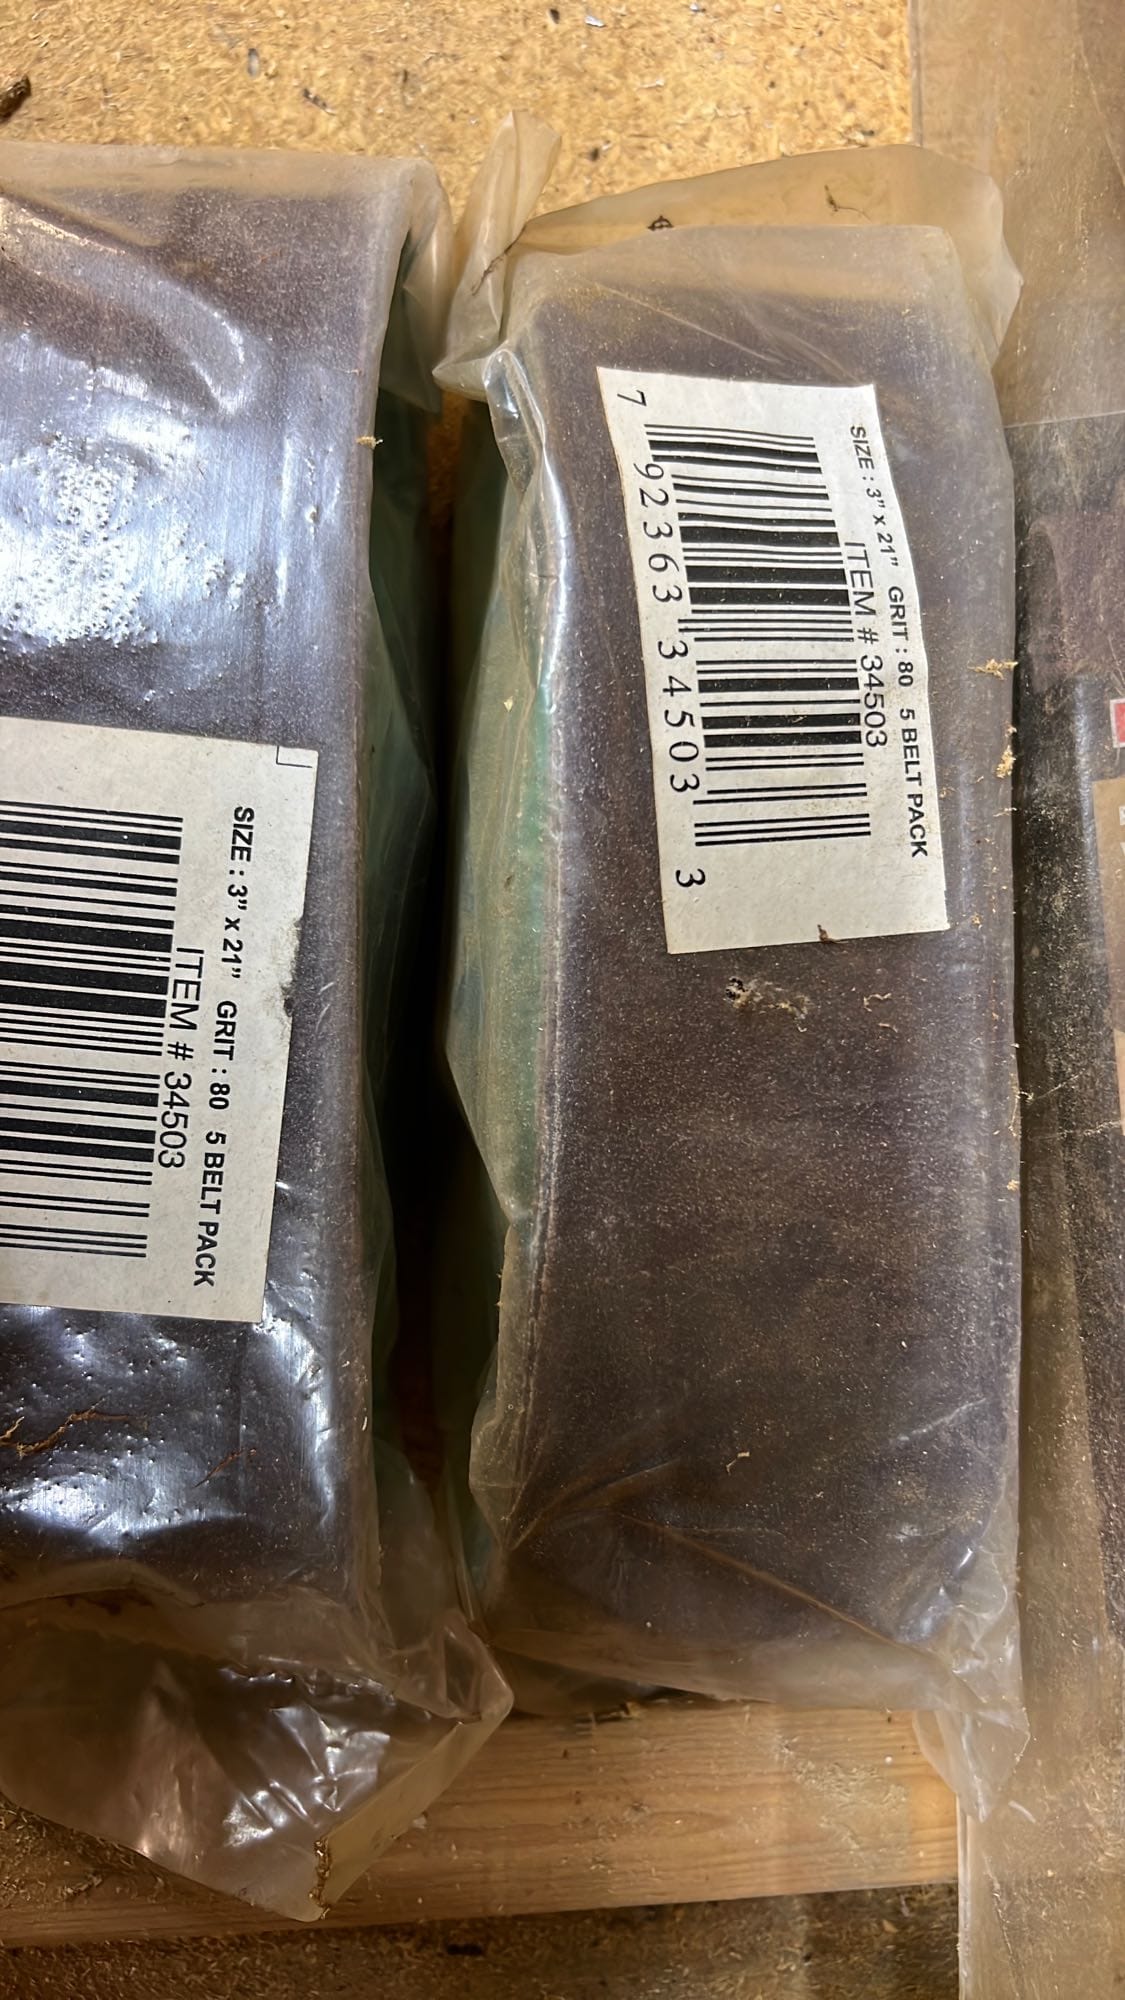 SIZE : 3" x 21" GRIT : 80 5 BELT PACK
ITEM # 34503
SIZE : 3" x 21" GRIT : 80 5 BELT PACK
ITEM # 34503
7 92363 34503 3